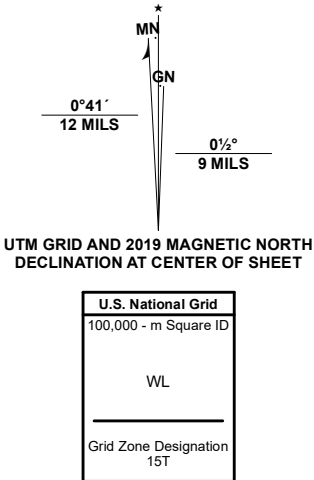 ★
MN
GN
0°41´
12 MILS
0½°
9 MILS
UTM GRID AND 2019 MAGNETIC NORTH
DECLINATION AT CENTER OF SHEET
U.S. National Grid
100,000 - m Square ID
WL
Grid Zone Designation
15T